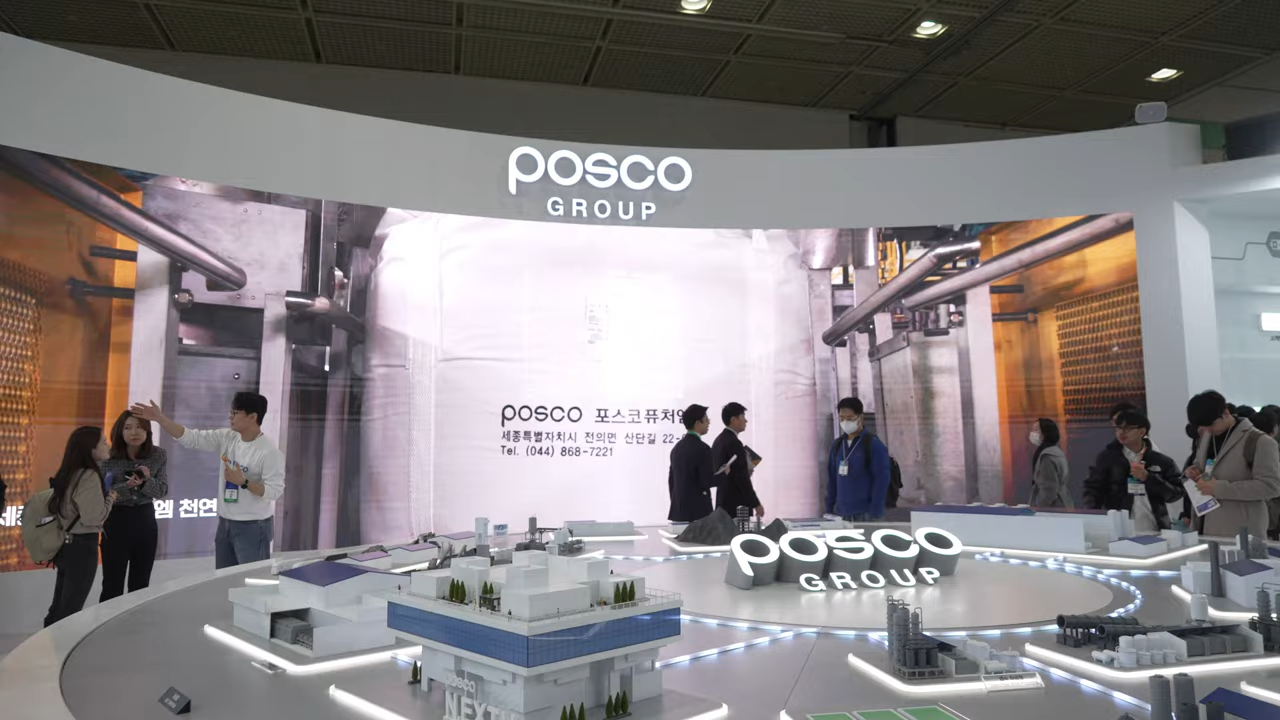 posco
GROUP
posco 포스코퓨처엠
세종특별자치시 전의면 산단길 22-
Tel. (044) 868-7221
엠 천연
posco
GROUP
posco